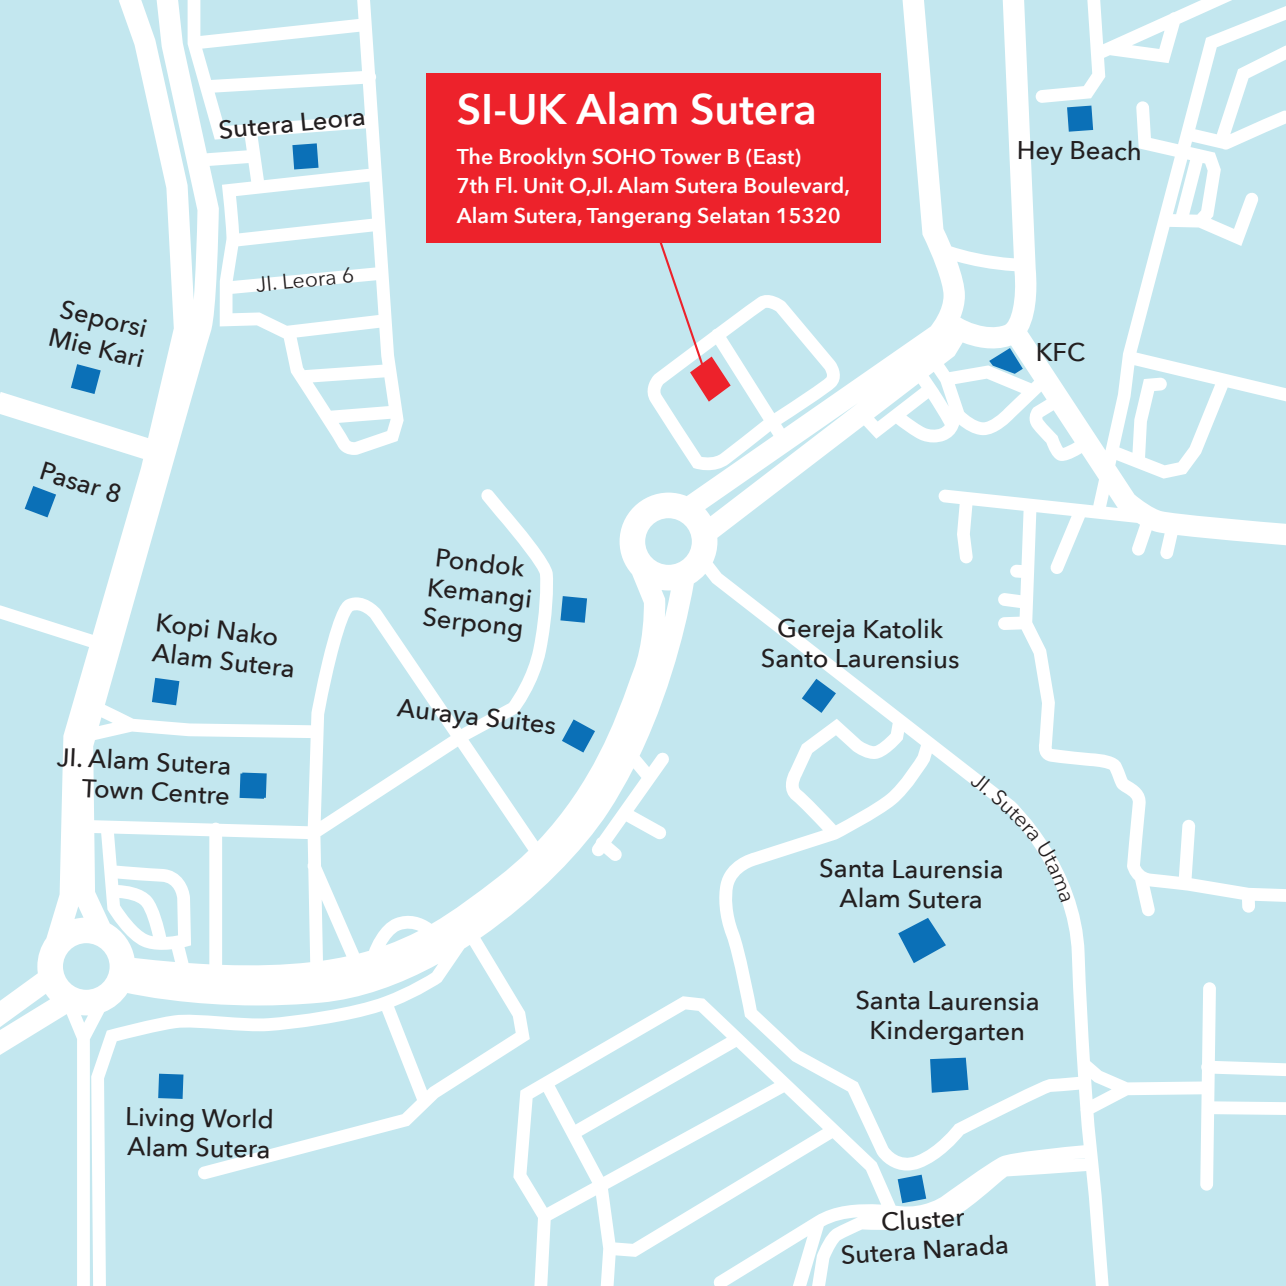 SI-UK Alam Sutera
The Brooklyn SOHO Tower B (East)
7th Fl. Unit O,Jl. Alam Sutera Boulevard,
Alam Sutera, Tangerang Selatan 15320
Sutera Leora
Hey Beach
Jl. Leora 6
Seporsi
Mie Kari
KFC
Pasar 8
Pondok
Kemangi
Serpong
Kopi Nako
Alam Sutera
Gereja Katolik
Santo Laurensius
Auraya Suites
Jl. Alam Sutera
Town Centre
Jl. Sutera Utama
Santa Laurensia
Alam Sutera
Santa Laurensia
Kindergarten
Living World
Alam Sutera
Cluster
Sutera Narada